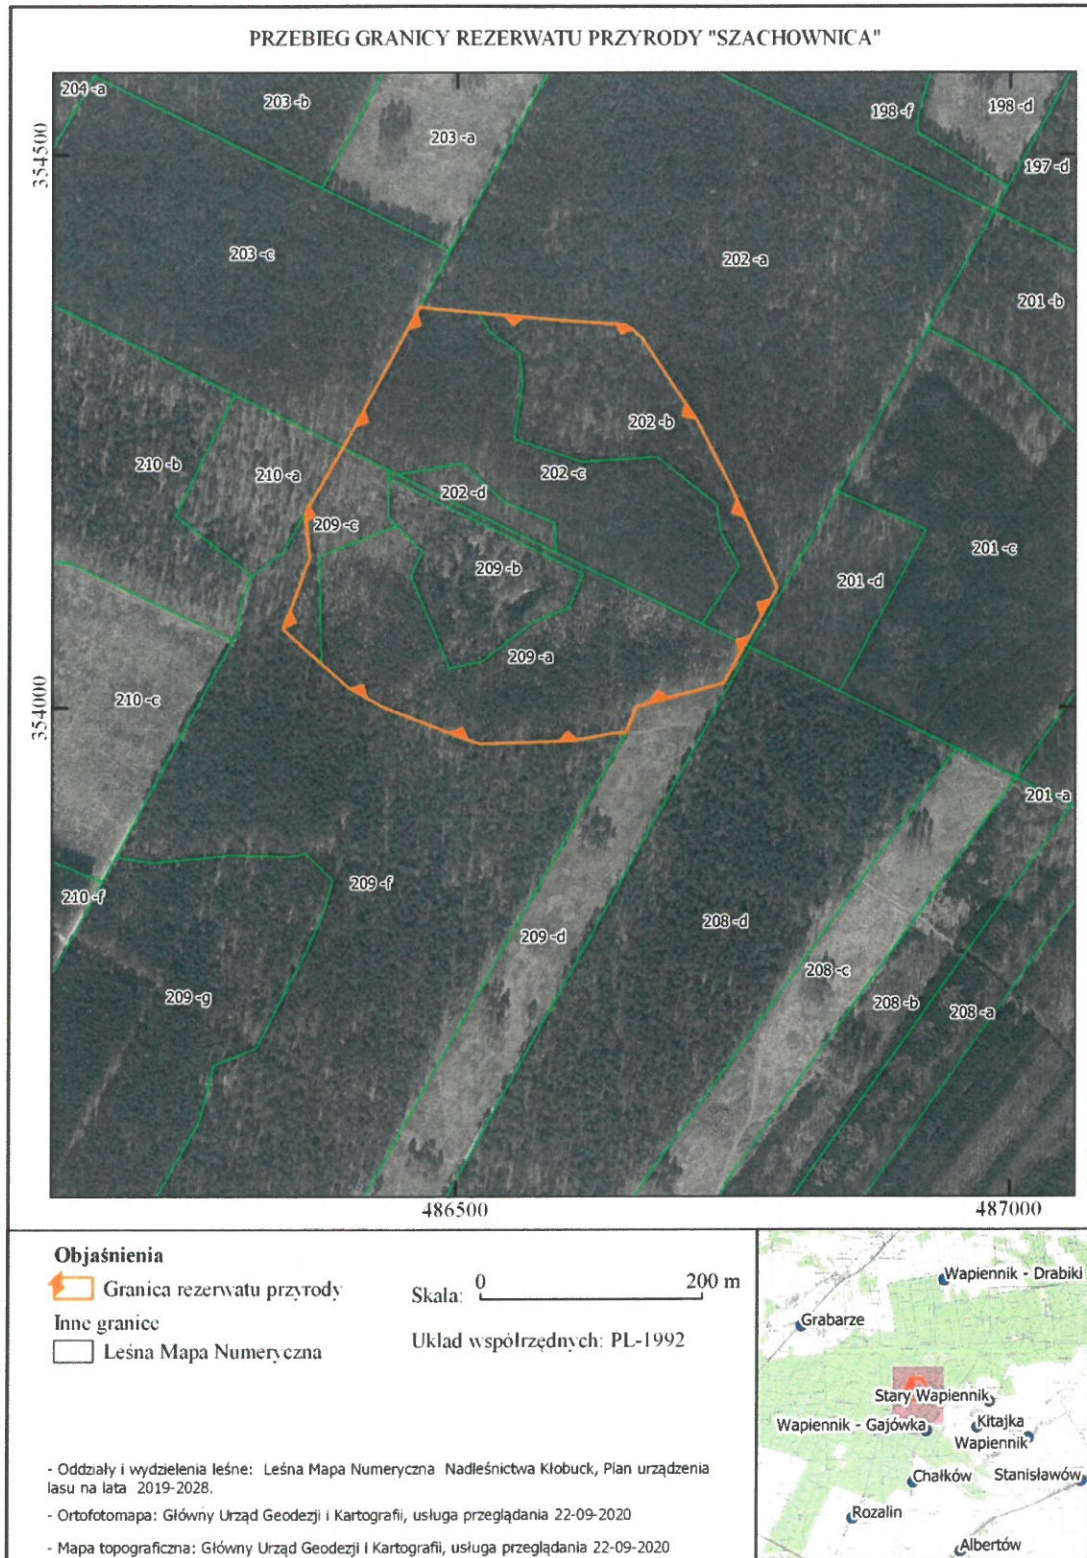 PRZEBIEG GRANICY REZERWATU PRZYRODY "SZACHOWNICA"
204 -a
203 -b
203 -a
198 -f
198 -d
197 -d
354500
203 -c
202 -a
201 -b
202 -b
210 -b
210 -a
202 -c
202 -d
209 -c
201 -c
209 -b
201 -d
209 -a
210 -c
354000
201 -a
210 -f
209 -f
208 -d
209 -d
208 -c
209 -g
208 -b
208 -a
486500
487000
Objaśnienia
Granica rezerwatu przyrody
Inne granice
Leśna Mapa Numeryczna
Skala:
0
200 m
Układ współrzędnych: PL-1992
Wapiennik - Drabiki
Grabarze
Stary Wapiennik
Wapiennik - Gajówka
Kitajka
Wapiennik
Chałków
Stanisławów
Rozalin
Albertów
- Oddziały i wydzielenia leśne: Leśna Mapa Numeryczna Nadleśnictwa Kłobuck, Plan urządzenia
lasu na lata 2019-2028.
- Ortofotomapa: Główny Urząd Geodezji i Kartografii, usługa przeglądania 22-09-2020
- Mapa topograficzna: Główny Urząd Geodezji i Kartografii, usługa przeglądania 22-09-2020